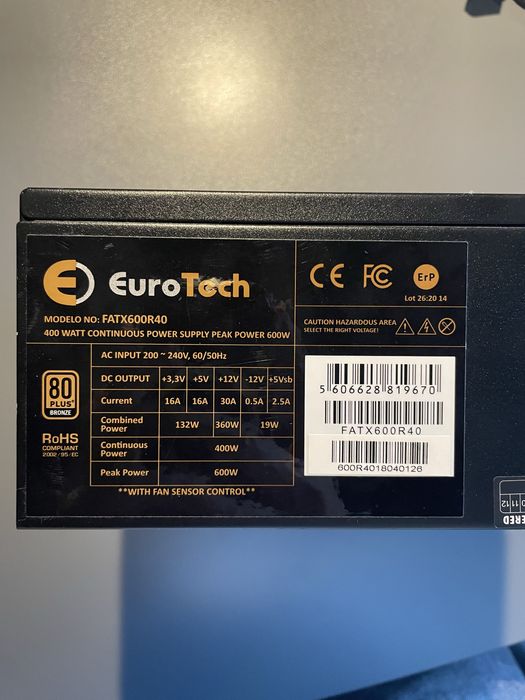 EuroTech
MODELO NO: FATX600R40
400 WATT CONTINUOUS POWER SUPPLY PEAK POWER 600W
AC INPUT 200 ~ 240V, 60/50Hz
DC OUTPUT +3,3V +5V +12V -12V +5Vsb
Current 16A 16A 30A 0.5A 2.5A
Combined Power 132W 360W 19W
Continuous Power 400W
Peak Power 600W
**WITH FAN SENSOR CONTROL**
80
PLUS
BRONZE
RoHS
COMPLIANT
2002/95/EC
CE FC ErP
Lot 26:20 14
CAUTION HAZARDOUS AREA
SELECT THE RIGHT VOLTAGE!
5 606628 819670
FATX600R40
600R4018040126
11 12
ERED